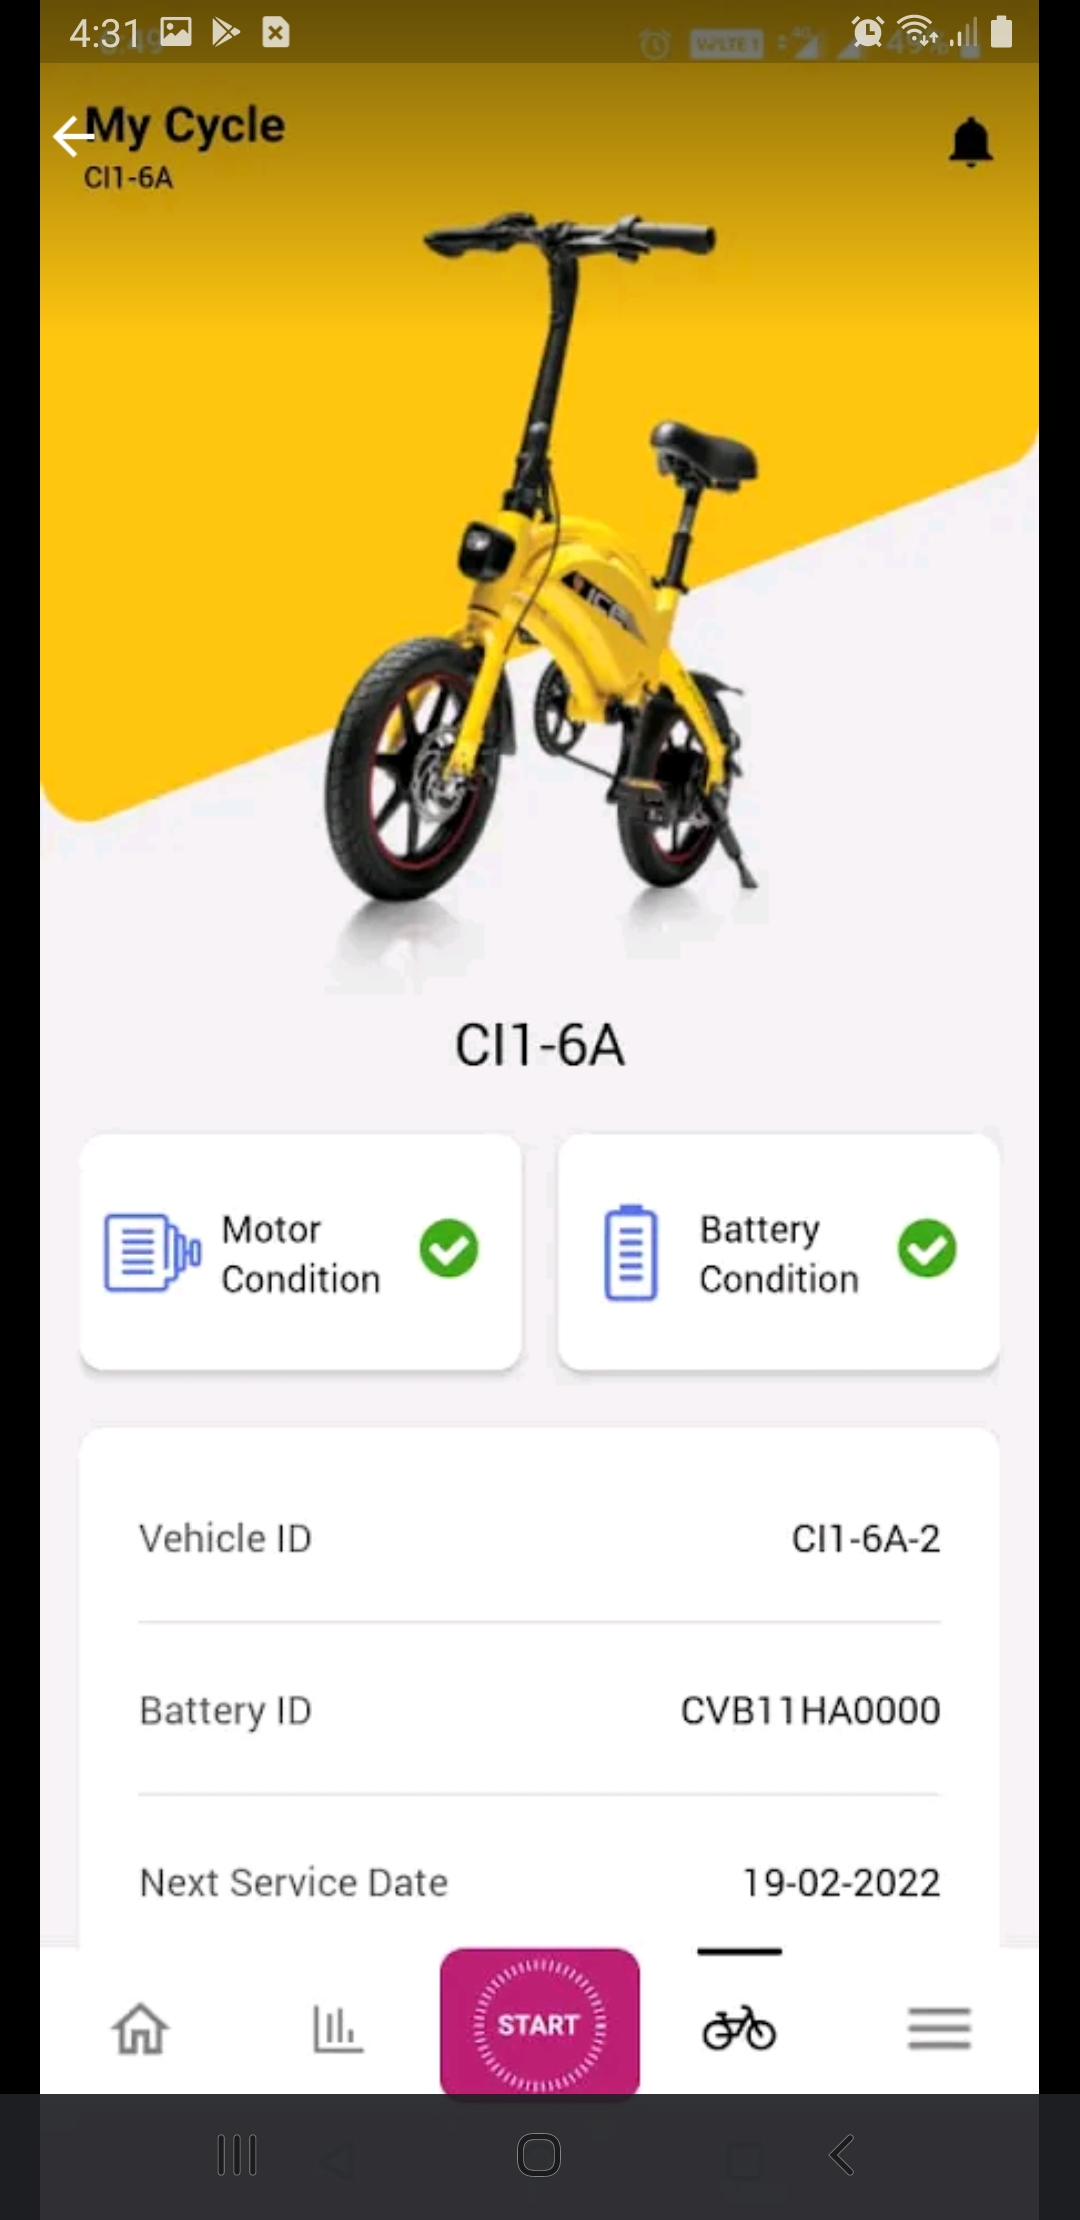 4:31
My Cycle
CI1-6A
CI1-6A
Motor
Condition
Battery
Condition
Vehicle ID
CI1-6A-2
Battery ID
CVB11HA0000
Next Service Date
19-02-2022
START